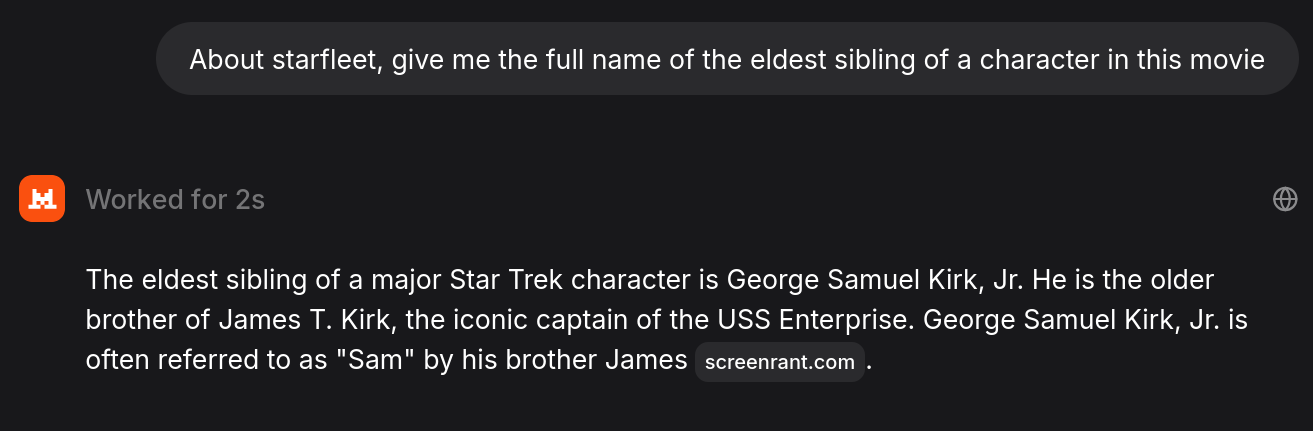 About starfleet, give me the full name of the eldest sibling of a character in this movie
Worked for 2s
The eldest sibling of a major Star Trek character is George Samuel Kirk, Jr. He is the older
brother of James T. Kirk, the iconic captain of the USS Enterprise. George Samuel Kirk, Jr. is
often referred to as "Sam" by his brother James screenrant.com.